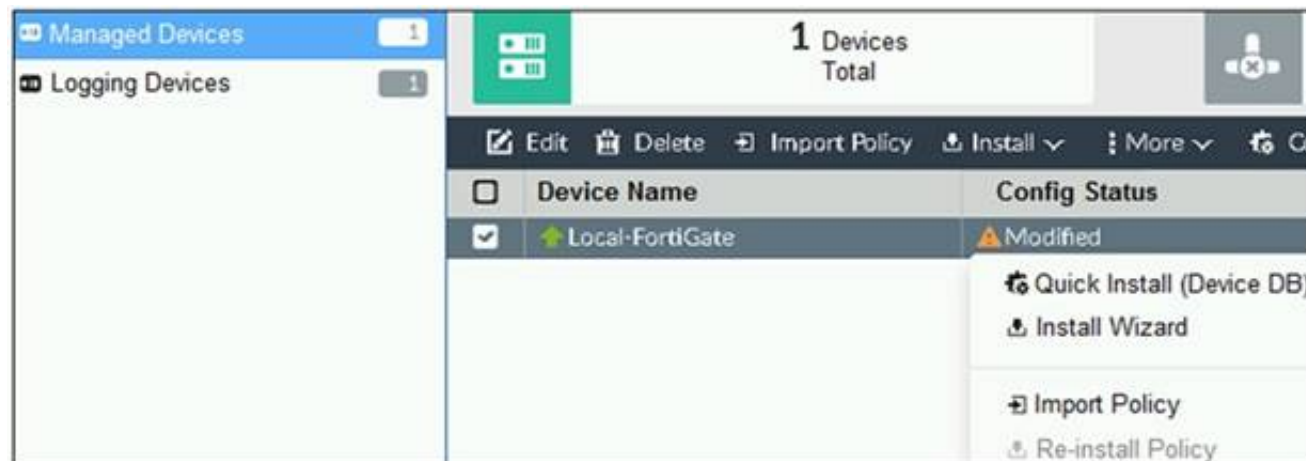 Managed Devices 1
Logging Devices 1
1 Devices
Total
Edit Delete Import Policy Install More
Device Name Config Status
Local-FortiGate Modified
Quick Install (Device DB)
Install Wizard
Import Policy
Re-install Policy